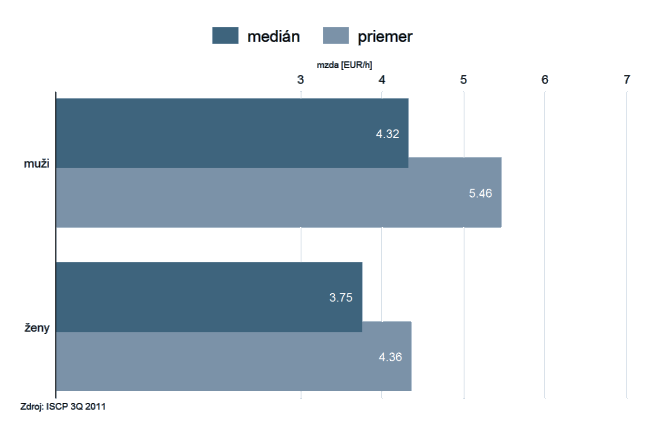 medián priemer
mzda [EUR/h]
3 4 5 6 7
muži
4.32
5.46
ženy
3.75
4.36
Zdroj: ISCP 3Q 2011